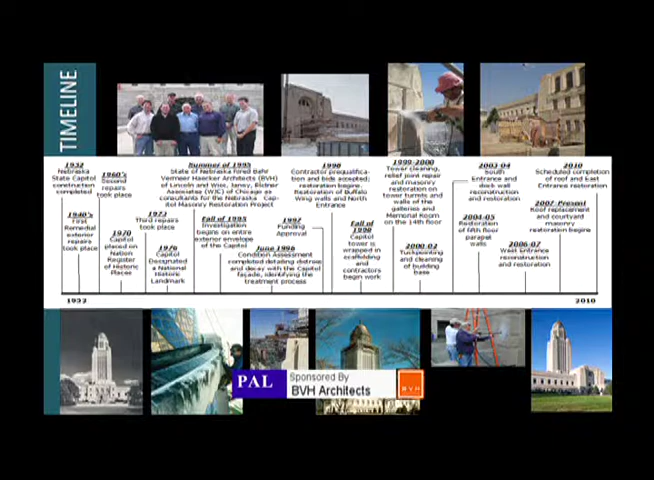 TIMELINE
1932
Nebraska
State Capitol
construction
completed
1940's
First
Remedial
exterior
repairs
took place
1960's
Second
repairs
took place
1970
Capitol
placed on
Nation
Register
of Historic
Places
1973
Third repairs
took place
1976
Capitol
Designated
a National
Historic
Landmark
Summer of 1995
State of Nebraska hired Bahr
Vermeer Haecker Architects (BVH)
of Lincoln and Wiss, Janey, Elstner
Associates (WJC) of Chicago as
consultants for the Nebraska Cap-
itol Masonry Restoration Project
Fall of 1995
Investigation
begins on entire
exterior envelope
of the Capitol
June 1996
Condition Assessment
completed detailing distress
and decay with the Capitol
façade, identifying the
treatment process
1997
Funding
Approval
1998
Contractor prequalifica-
tion and bids accepted;
restoration begins.
Restoration of Buffalo
Wing walls and North
Entrance
Fall of
1998
Capitol
tower is
wrapped in
scaffolding
and
contractors
begin work
1999-2000
Tower cleaning,
relief joint repair
and masonry
restoration on
tower turrets and
walls of the
galleries and
Memorial Room
on the 14th floor
2000-02
Tuckpointing
and cleaning
of building
base
2003-04
South
Entrance and
dock wall
reconstruction
and restoration
2004-05
Restoration
of fifth floor
parapet
walls
2006-07
West Entrance
reconstruction
and restoration
2007-Present
Roof replacement
and courtyard
masonry
restoration begins
2010
Scheduled completion
of roof and East
Entrance restoration
1922
2010
PAL
Sponsored By
BVH Architects
BVH